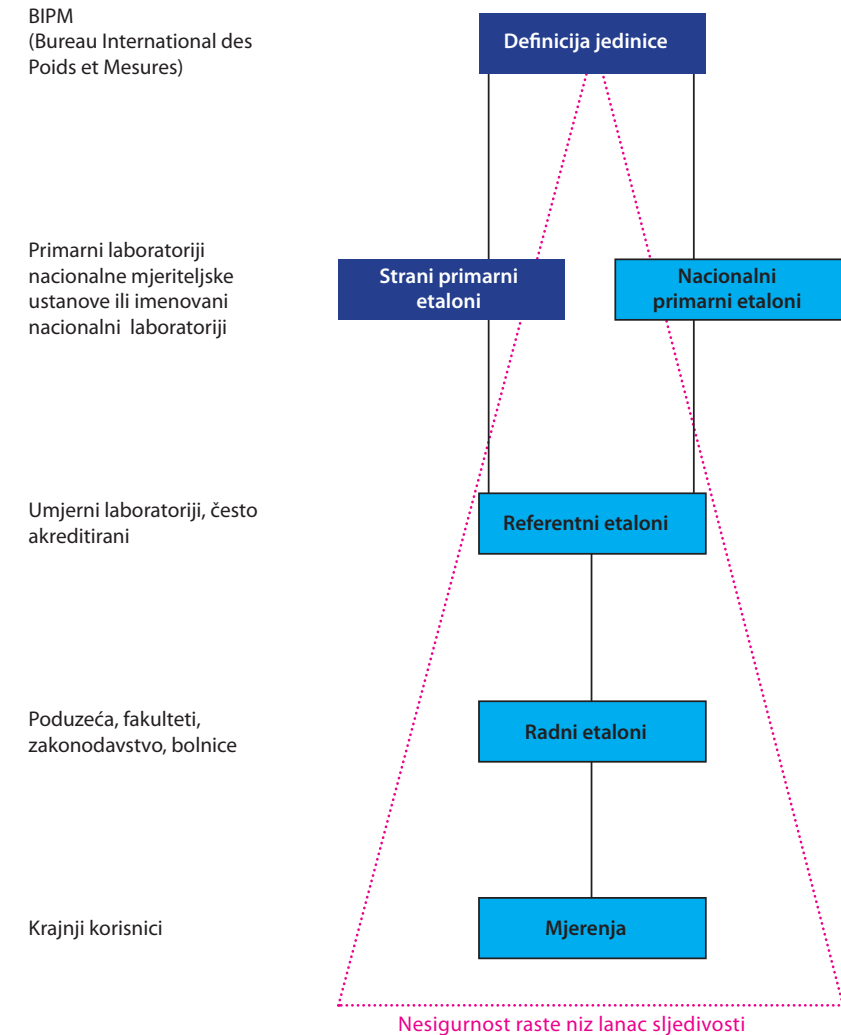 BIPM
(Bureau International des
Poids et Mesures)
Definicija jedinice
Primarni laboratoriji
nacionalne mjeriteljske
ustanove ili imenovani
nacionalni laboratoriji
Strani primarni
etaloni
Nacionalni
primarni etaloni
Umjerni laboratoriji, često
akreditirani
Referentni etaloni
Poduzeća, fakulteti,
zakonodavstvo, bolnice
Radni etaloni
Krajnji korisnici
Mjerenja
Nesigurnost raste niz lanac sljedivosti